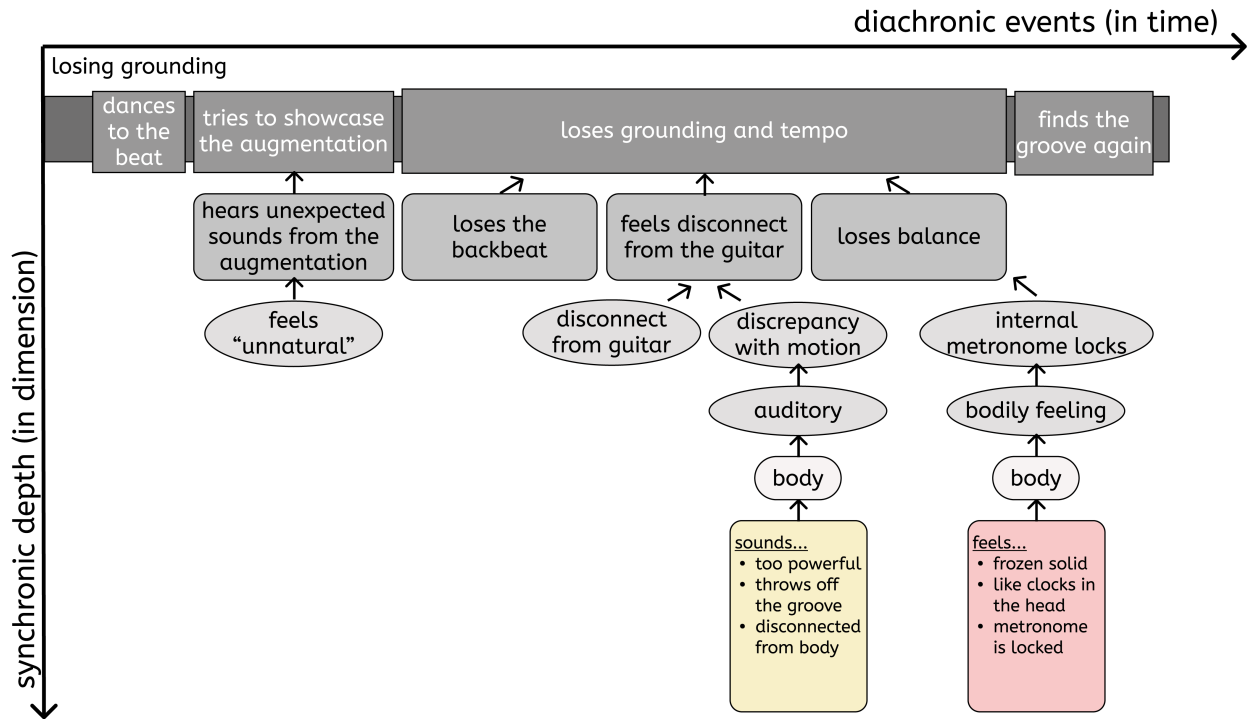 diachronic events (in time)
losing grounding
dances
to the
beat
tries to showcase
the augmentation
loses grounding and tempo
finds the
groove again
hears unexpected
sounds from the
augmentation
loses the
backbeat
feels disconnect
from the guitar
loses balance
feels
“unnatural”
disconnect
from guitar
discrepancy
with motion
internal
metronome locks
auditory
bodily feeling
body
body
sounds...
• too powerful
• throws off
the groove
• disconnected
from body
feels...
• frozen solid
• like clocks in
the head
• metronome
is locked
synchronic depth (in dimension)